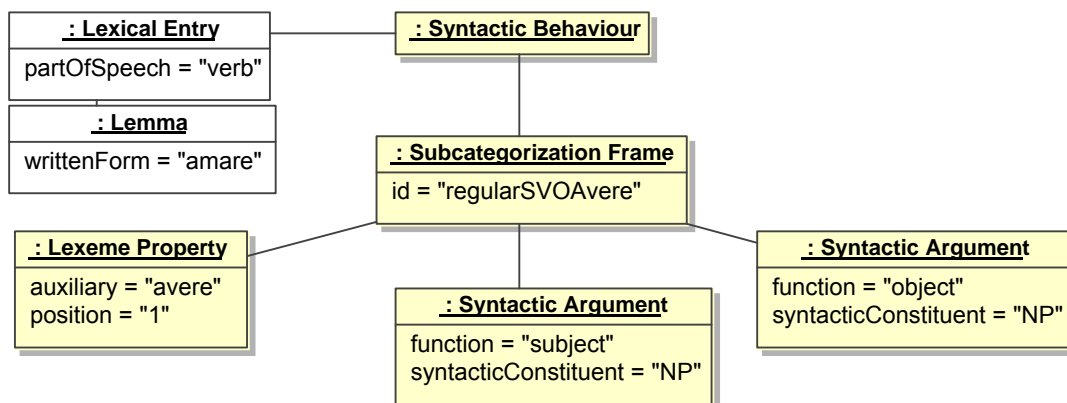 : Lexical Entry
partOfSpeech = "verb"
: Syntactic Behaviour
: Lemma
writtenForm = "amare"
: Subcategorization Frame
id = "regularSVOAvere"
: Lexeme Property
auxiliary = "avere"
position = "1"
: Syntactic Argument
function = "subject"
syntacticConstituent = "NP"
: Syntactic Argument
function = "object"
syntacticConstituent = "NP"